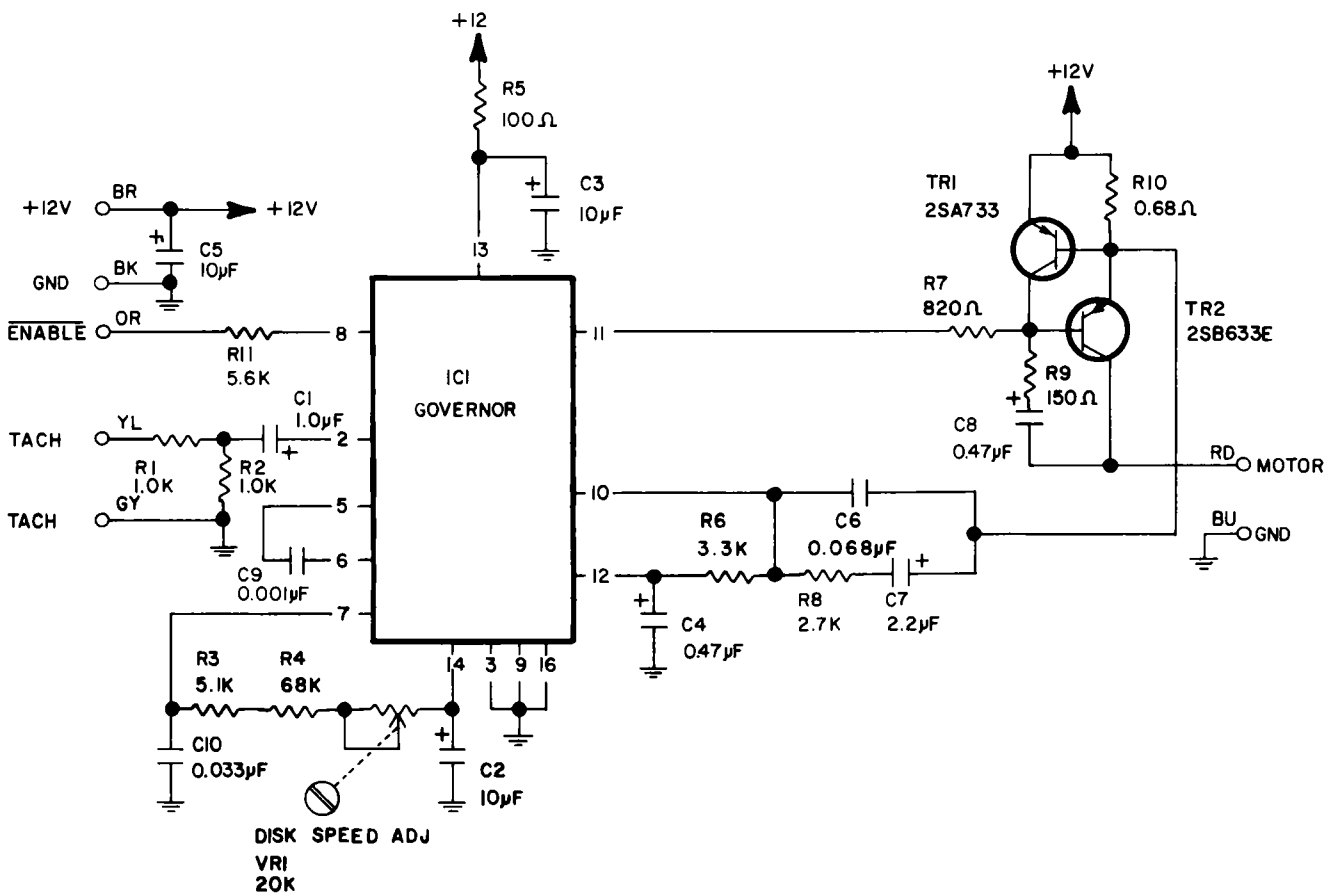 +12
R5
100Ω
C3
10µF
13
+12V
TR1
2SA733
R10
0.68Ω
R7
820Ω
TR2
2SB633E
R9
150Ω
C8
0.47µF
RD
MOTOR
BU
GND
+12V
BR
+12V
C5
10µF
GND
BK
ENABLE
OR
R11
5.6K
8
11
IC1
GOVERNOR
C1
1.0µF
TACH
YL
2
R1
1.0K
R2
1.0K
GY
TACH
5
C9
0.001µF
6
7
10
R6
3.3K
C6
0.068µF
12
C4
0.47µF
R8
2.7K
C7
2.2µF
14
3
9
16
R3
5.1K
R4
68K
C10
0.033µF
C2
10µF
DISK SPEED ADJ
VR1
20K